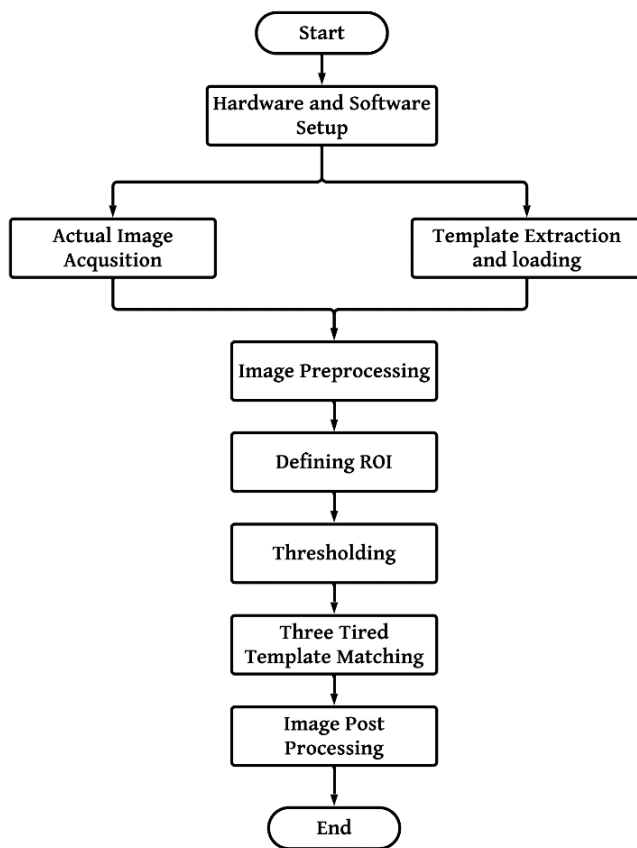 Start
Hardware and Software
Setup
Actual Image
Acqusition
Template Extraction
and loading
Image Preprocessing
Defining ROI
Thresholding
Three Tired
Template Matching
Image Post
Processing
End